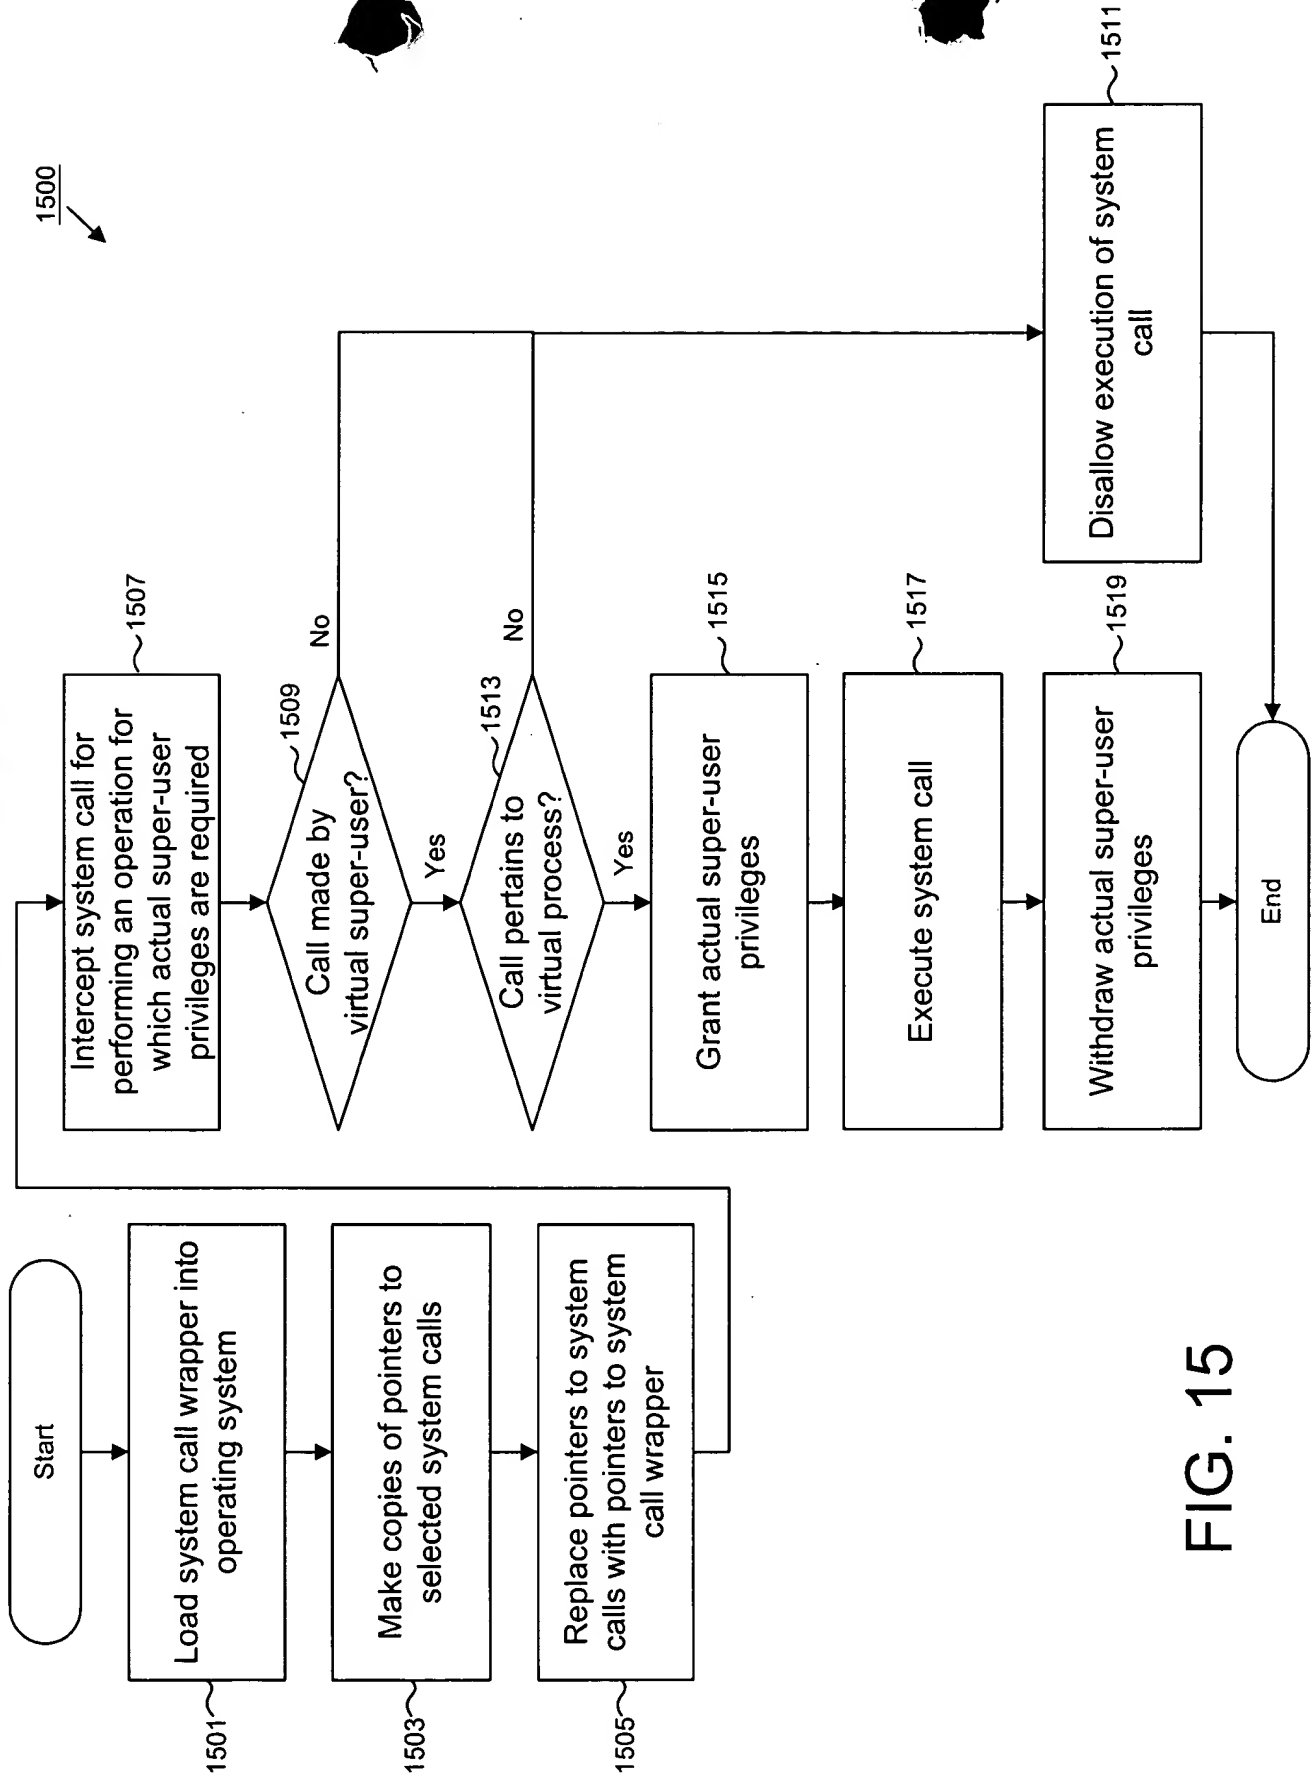 1500
Start
Load system call wrapper into
operating system
1501
Make copies of pointers to
selected system calls
1503
Replace pointers to system
calls with pointers to system
call wrapper
1505
Intercept system call for
performing an operation for
which actual super-user
privileges are required
1507
Call made by
virtual super-user?
1509
No
Yes
Call pertains to
virtual process?
1513
No
Yes
Grant actual super-user
privileges
1515
Execute system call
1517
Withdraw actual super-user
privileges
1519
Disallow execution of system
call
1511
End
FIG. 15